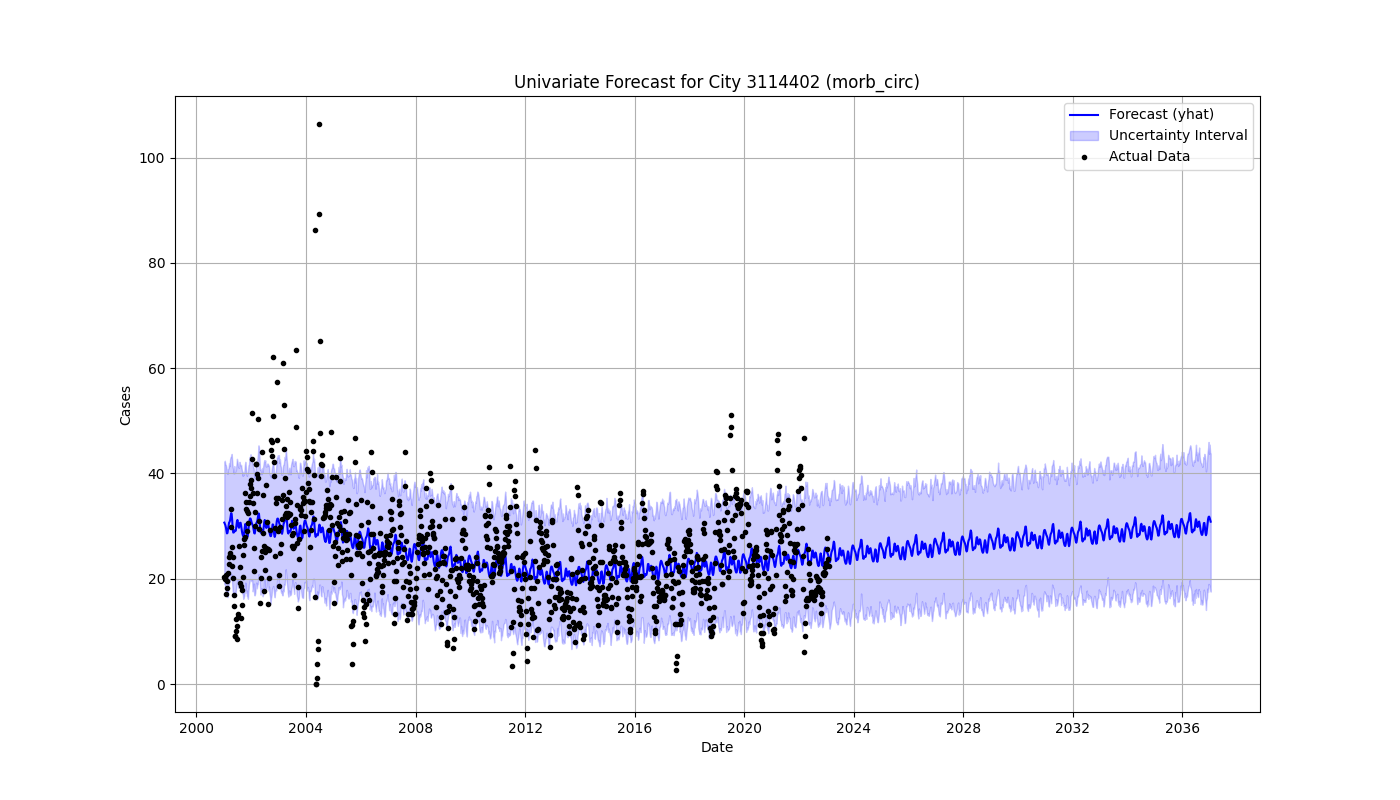 Univariate Forecast for City 3114402 (morb_circ)
Forecast (yhat)
Uncertainty Interval
Actual Data
Cases
100
80
60
40
20
0
2000 2004 2008 2012 2016 2020 2024 2028 2032 2036
Date